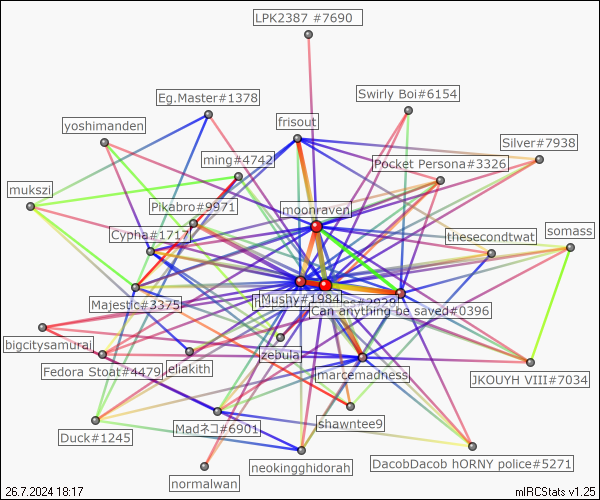 LPK2387 #7690
Eg.Master#1378
Swirly Boi#6154
yoshimanden
frisout
Silver#7938
ming#4742
Pocket Persona#3326
mukszi
Pikabro#9971
moonraven
Cypha#1717
thesecondtwat
somass
Mushy#1984
Majestic#3375
Can anything be saved#0396
bigcitysamurai
zebula
Fedora Stoat#4479
eliakith
marcemadness
JKOUYH VIII#7034
shawntee9
Duck#1245
Madネコ#6901
DacobDacob hORNY police#5271
neokingghidorah
normalwan
26.7.2024 18:17
mIRCStats v1.25